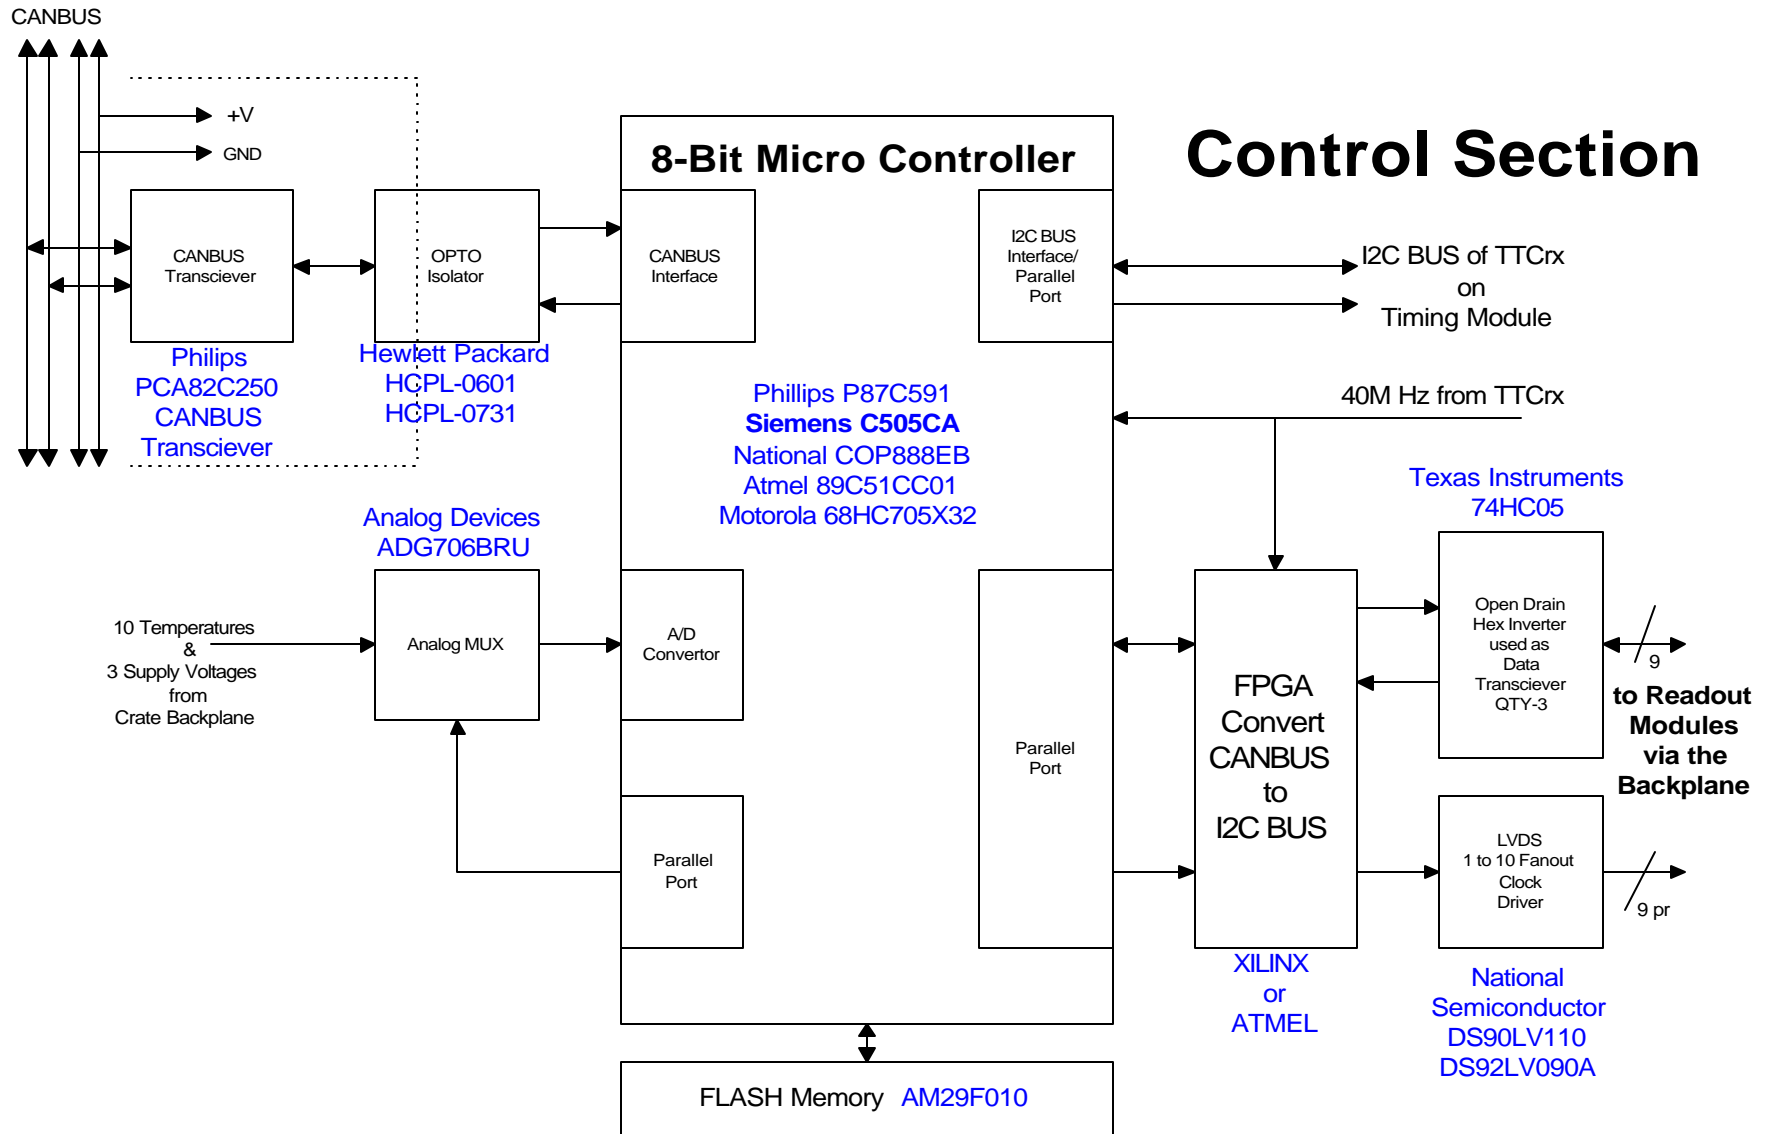 CANBUS
+V
GND
8-Bit Micro Controller
Control Section
CANBUS
Transciever
OPTO
Isolator
CANBUS
Interface
I2C BUS
Interface/
Parallel
Port
I2C BUS of TTCrx
on
Timing Module
Philips
PCA82C250
CANBUS
Transciever
Hewlett Packard
HCPL-0601
HCPL-0731
Phillips P87C591
Siemens C505CA
National COP888EB
Atmel 89C51CC01
Motorola 68HC705X32
40M Hz from TTCrx
Texas Instruments
74HC05
Analog Devices
ADG706BRU
10 Temperatures
&
3 Supply Voltages
from
Crate Backplane
Analog MUX
A/D
Convertor
Parallel
Port
Parallel
Port
FPGA
Convert
CANBUS
to
I2C BUS
Open Drain
Hex Inverter
used as
Data
Transciever
QTY-3
9
to Readout
Modules
via the
Backplane
LVDS
1 to 10 Fanout
Clock
Driver
9 pr
XILINX
or
ATMEL
National
Semiconductor
DS90LV110
DS92LV090A
FLASH Memory AM29F010